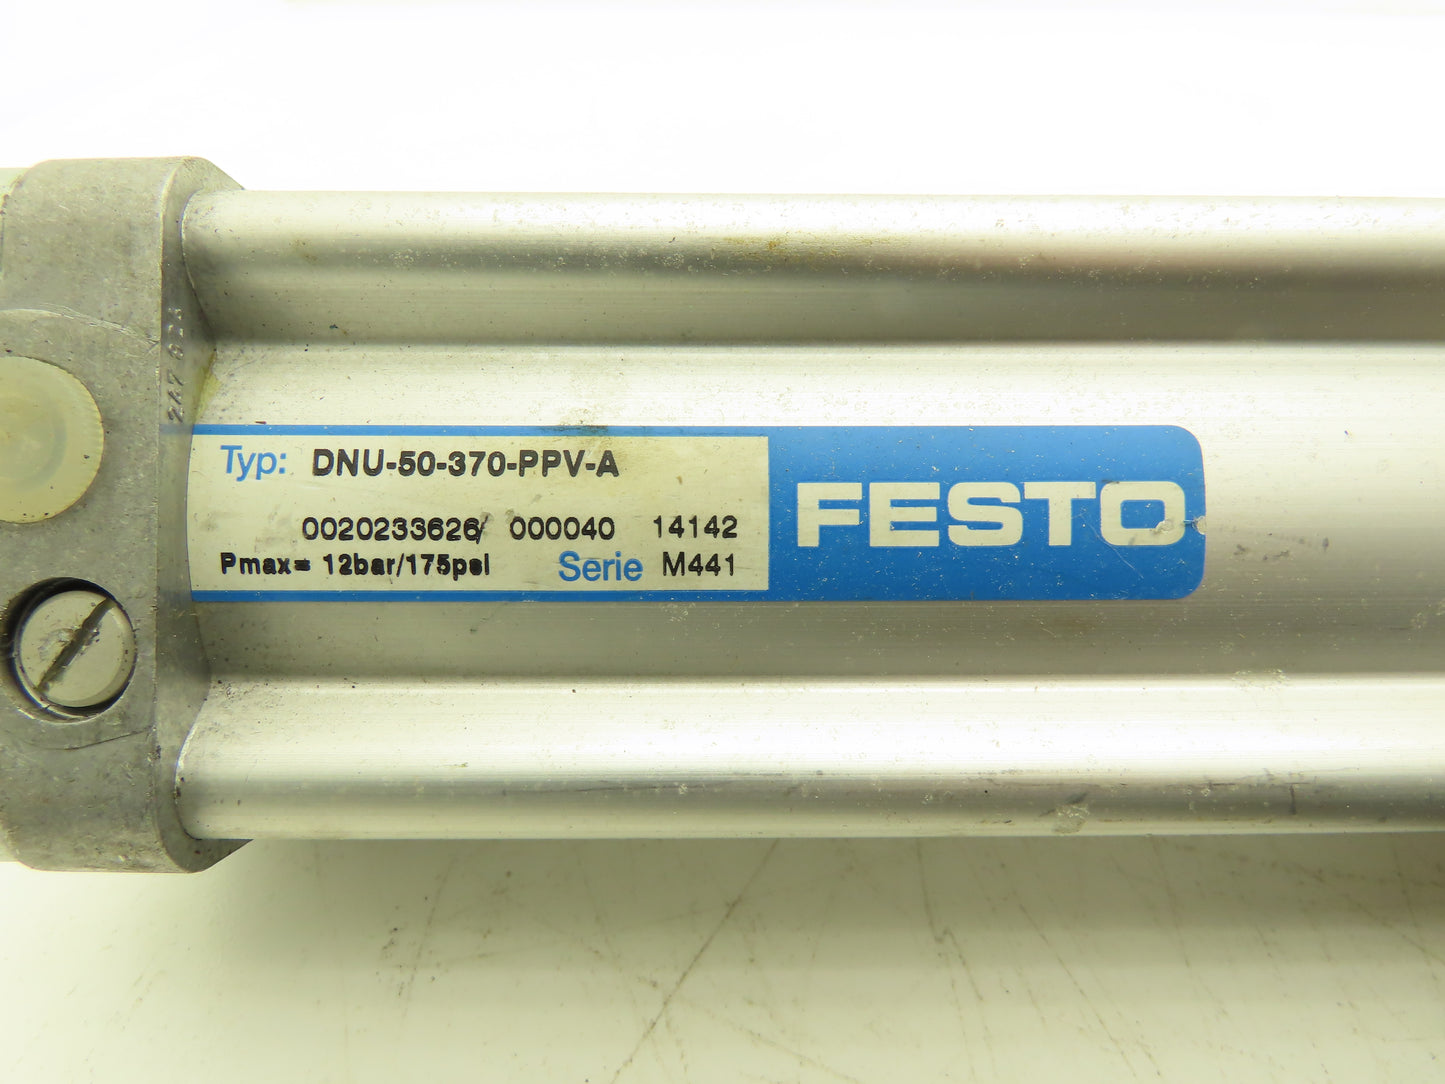 Typ: DNU-50-370-PPV-A
0020233626/ 000040 14142
Pmax= 12bar/175psi Serie M441
FESTO